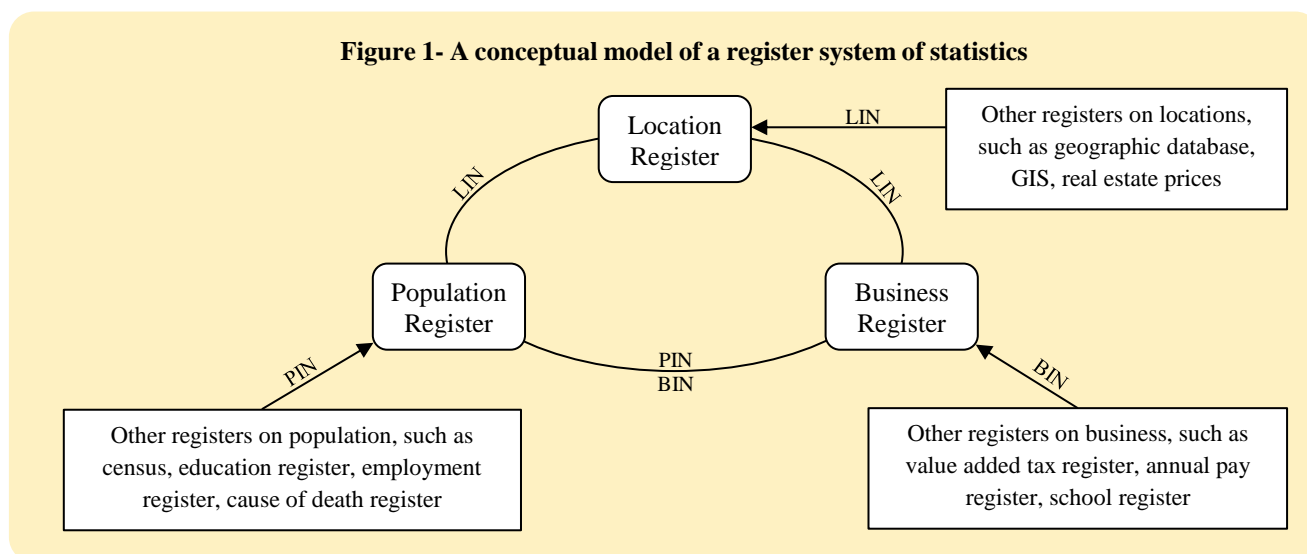 Figure 1- A conceptual model of a register system of statistics
Location
Register
LIN
Other registers on locations,
such as geographic database,
GIS, real estate prices
LIN
LIN
Population
Register
Business
Register
PIN
BIN
PIN
BIN
Other registers on population, such as
census, education register, employment
register, cause of death register
Other registers on business, such as
value added tax register, annual pay
register, school register